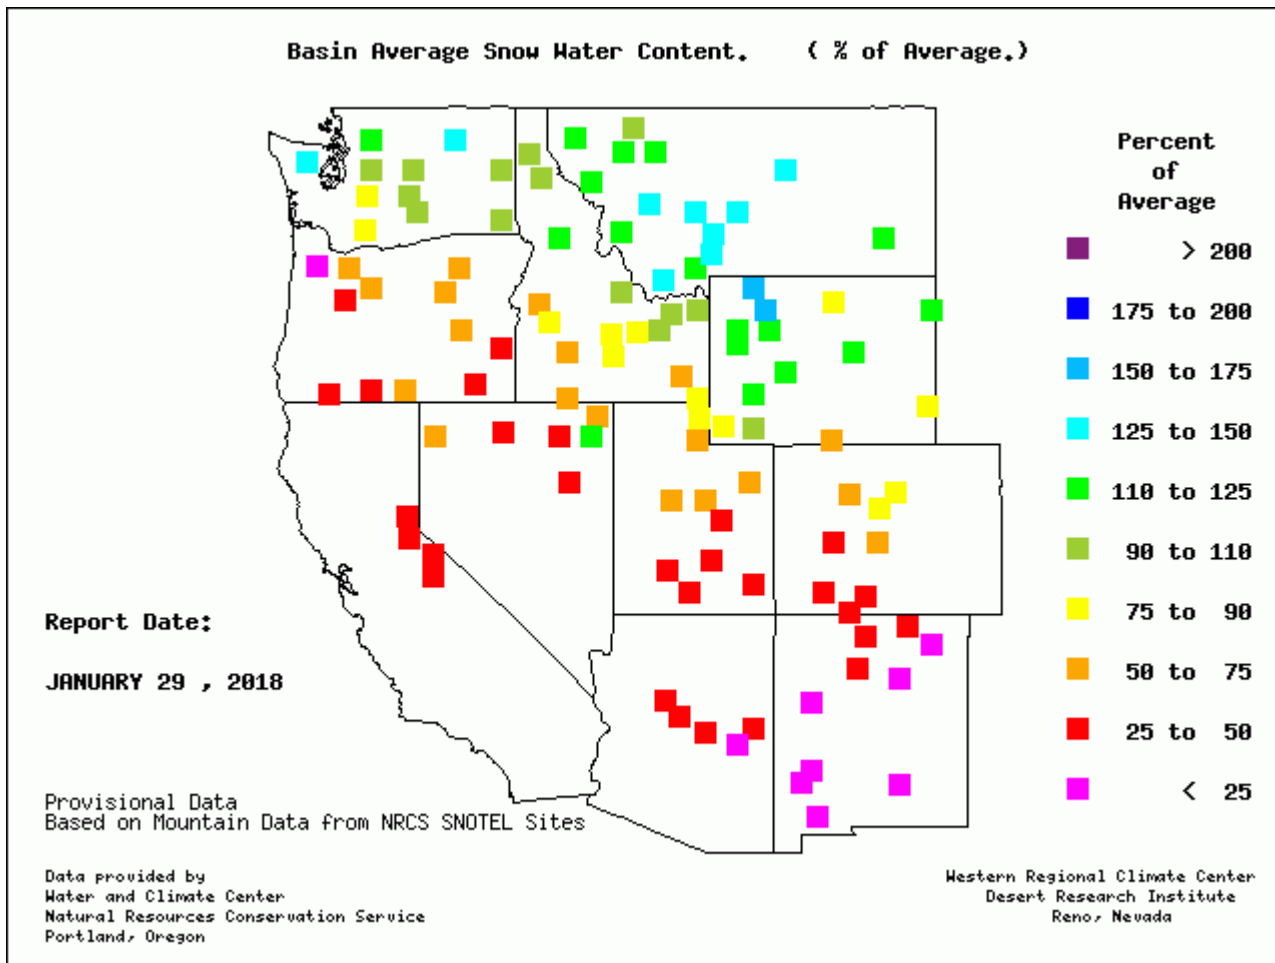 Basin Average Snow Water Content. ( % of Average.)
Percent
of
Average
> 200
175 to 200
150 to 175
125 to 150
110 to 125
90 to 110
75 to 90
50 to 75
25 to 50
< 25
Report Date:
JANUARY 29 , 2018
Provisional Data
Based on Mountain Data from NRCS SNOTEL Sites
Data provided by
Water and Climate Center
Natural Resources Conservation Service
Portland, Oregon
Western Regional Climate Center
Desert Research Institute
Reno, Nevada